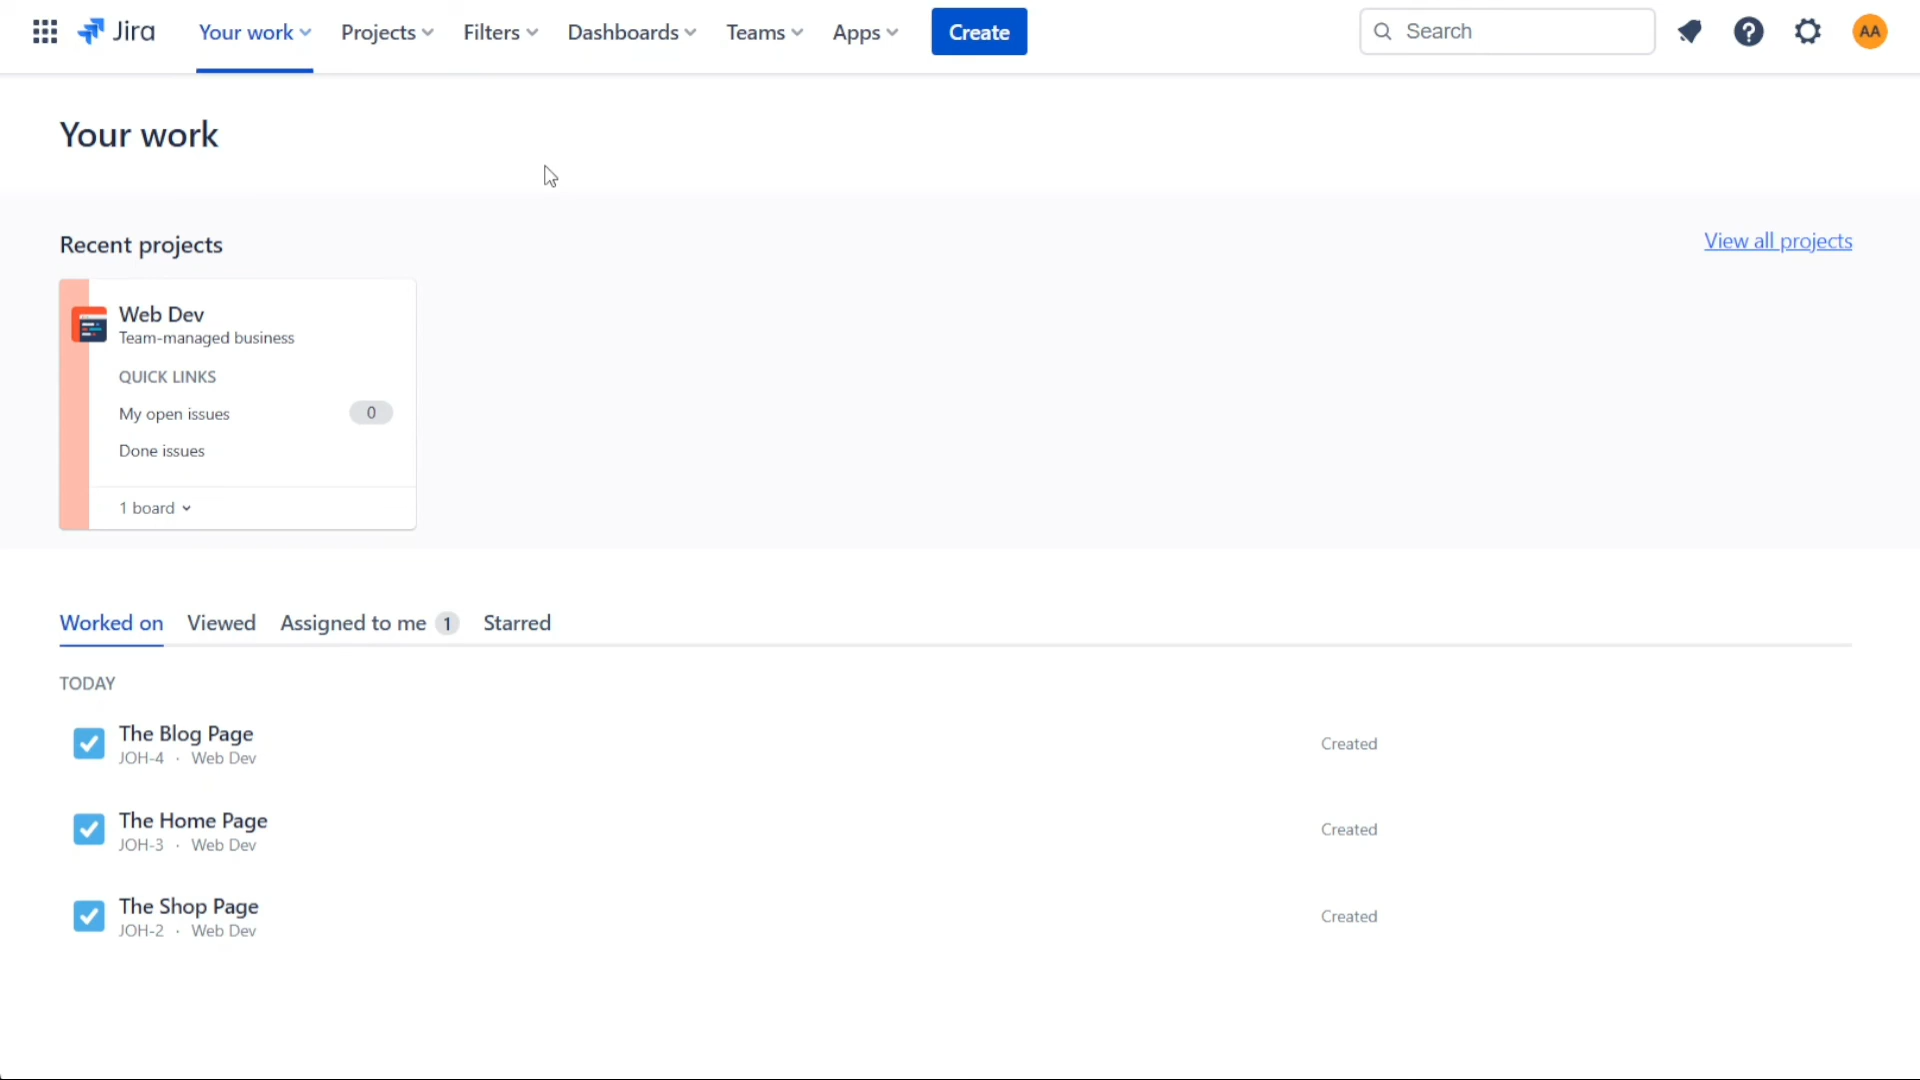 Jira Your work Projects Filters Dashboards Teams Apps Create Search AA
Your work
Recent projects View all projects
Web Dev
Team-managed business
QUICK LINKS
My open issues 0
Done issues
1 board
Worked on Viewed Assigned to me 1 Starred
TODAY
The Blog Page
JOH-4 · Web Dev
Created
The Home Page
JOH-3 · Web Dev
Created
The Shop Page
JOH-2 · Web Dev
Created